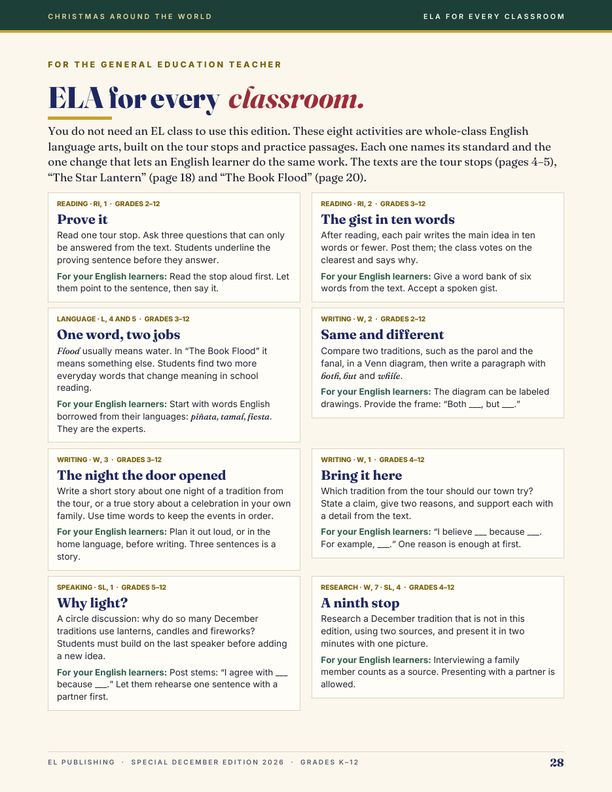 CHRISTMAS AROUND THE WORLD
ELA FOR EVERY CLASSROOM
FOR THE GENERAL EDUCATION TEACHER
ELA for every classroom.
You do not need an EL class to use this edition. These eight activities are whole-class English
language arts, built on the tour stops and practice passages. Each one names its standard and the
one change that lets an English learner do the same work. The texts are the tour stops (pages 4–5),
“The Star Lantern” (page 18) and “The Book Flood” (page 20).
READING · RI, 1 · GRADES 2–12
Prove it
Read one tour stop. Ask three questions that can only
be answered from the text. Students underline the
proving sentence before they answer.
For your English learners: Read the stop aloud first. Let
them point to the sentence, then say it.
READING · RI, 2 · GRADES 3–12
The gist in ten words
After reading, each pair writes the main idea in ten
words or fewer. Post them; the class votes on the
clearest and says why.
For your English learners: Give a word bank of six
words from the text. Accept a spoken gist.
LANGUAGE · L, 4 AND 5 · GRADES 3–12
One word, two jobs
Flood usually means water. In “The Book Flood” it
means something else. Students find two more
everyday words that change meaning in school
reading.
For your English learners: Start with words English
borrowed from their languages: piñata, tamal, fiesta.
They are the experts.
WRITING · W, 2 · GRADES 2–12
Same and different
Compare two traditions, such as the parol and the
fanal, in a Venn diagram, then write a paragraph with
both, but and while.
For your English learners: The diagram can be labeled
drawings. Provide the frame: “Both ___, but ___.”
WRITING · W, 3 · GRADES 3–12
The night the door opened
Write a short story about one night of a tradition from
the tour, or a true story about a celebration in your own
family. Use time words to keep the events in order.
For your English learners: Plan it out loud, or in the
home language, before writing. Three sentences is a
story.
WRITING · W, 1 · GRADES 4–12
Bring it here
Which tradition from the tour should our town try?
State a claim, give two reasons, and support each with
a detail from the text.
For your English learners: “I believe ___ because ___.
For example, ___.” One reason is enough at first.
SPEAKING · SL, 1 · GRADES 5–12
Why light?
A circle discussion: why do so many December
traditions use lanterns, candles and fireworks?
Students must build on the last speaker before adding
a new idea.
For your English learners: Post stems: “I agree with ___
because ___.” Let them rehearse one sentence with a
partner first.
RESEARCH · W, 7 · SL, 4 · GRADES 4–12
A ninth stop
Research a December tradition that is not in this
edition, using two sources, and present it in two
minutes with one picture.
For your English learners: Interviewing a family
member counts as a source. Presenting with a partner is
allowed.
EL PUBLISHING · SPECIAL DECEMBER EDITION 2026 · GRADES K–12
28